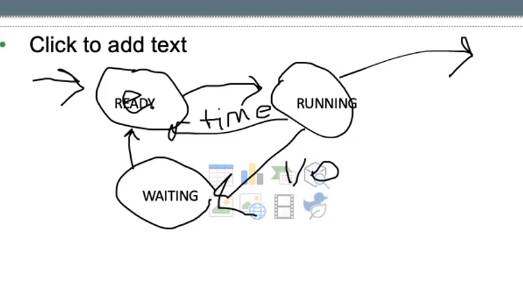 Click to add text
READY
RUNNING
time
I/O
WAITING